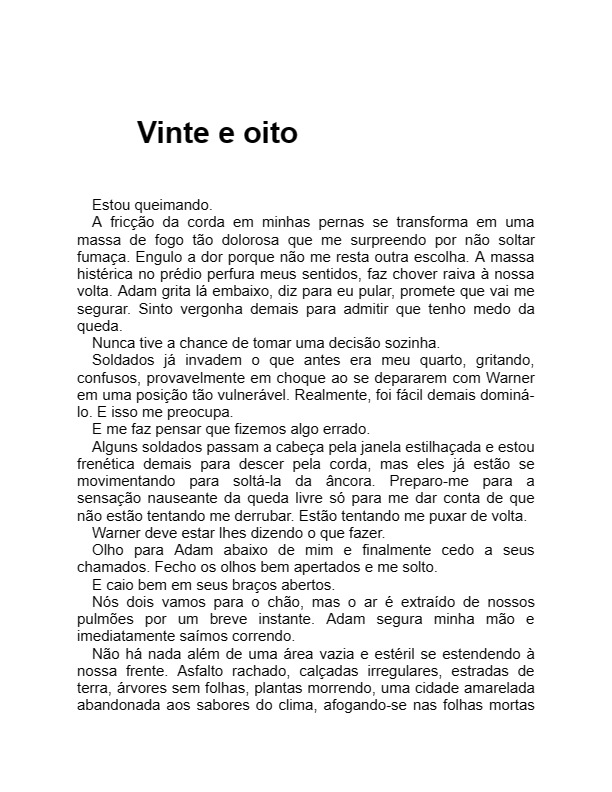 Vinte e oito
Estou queimando.
A fricção da corda em minhas pernas se transforma em uma
massa de fogo tão dolorosa que me surpreendo por não soltar
fumaça. Engulo a dor porque não me resta outra escolha. A massa
histérica no prédio perfura meus sentidos, faz chover raiva à nossa
volta. Adam grita lá embaixo, diz para eu pular, promete que vai me
segurar. Sinto vergonha demais para admitir que tenho medo da
queda.
Nunca tive a chance de tomar uma decisão sozinha.
Soldados já invadem o que antes era meu quarto, gritando,
confusos, provavelmente em choque ao se depararem com Warner
em uma posição tão vulnerável. Realmente, foi fácil demais dominá-
lo. E isso me preocupa.
E me faz pensar que fizemos algo errado.
Alguns soldados passam a cabeça pela janela estilhaçada e estou
frenética demais para descer pela corda, mas eles já estão se
movimentando para soltá-la da âncora. Preparo-me para a
sensação nauseante da queda livre só para me dar conta de que
não estão tentando me derrubar. Estão tentando me puxar de volta.
Warner deve estar lhes dizendo o que fazer.
Olho para Adam abaixo de mim e finalmente cedo a seus
chamados. Fecho os olhos bem apertados e me solto.
E caio bem em seus braços abertos.
Nós dois vamos para o chão, mas o ar é extraído de nossos
pulmões por um breve instante. Adam segura minha mão e
imediatamente saímos correndo.
Não há nada além de uma área vazia e estéril se estendendo à
nossa frente. Asfalto rachado, calçadas irregulares, estradas de
terra, árvores sem folhas, plantas morrendo, uma cidade amarelada
abandonada aos sabores do clima, afogando-se nas folhas mortas